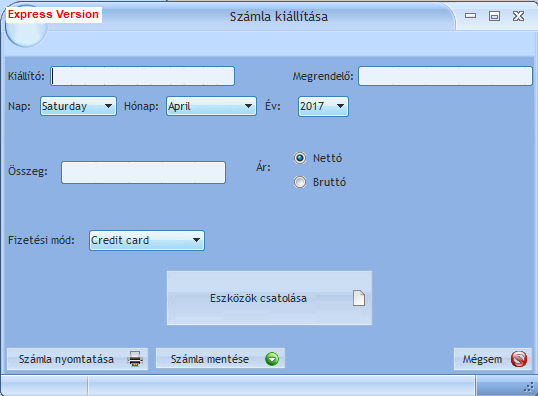 Express Version
Számla kiállítása
Kiállító: Megrendelő:
Nap: Saturday Hónap: April Év: 2017
Összeg: Ár: Nettó
Bruttó
Fizetési mód: Credit card
Eszközök csatolása
Számla nyomtatása Számla mentése Mégsem